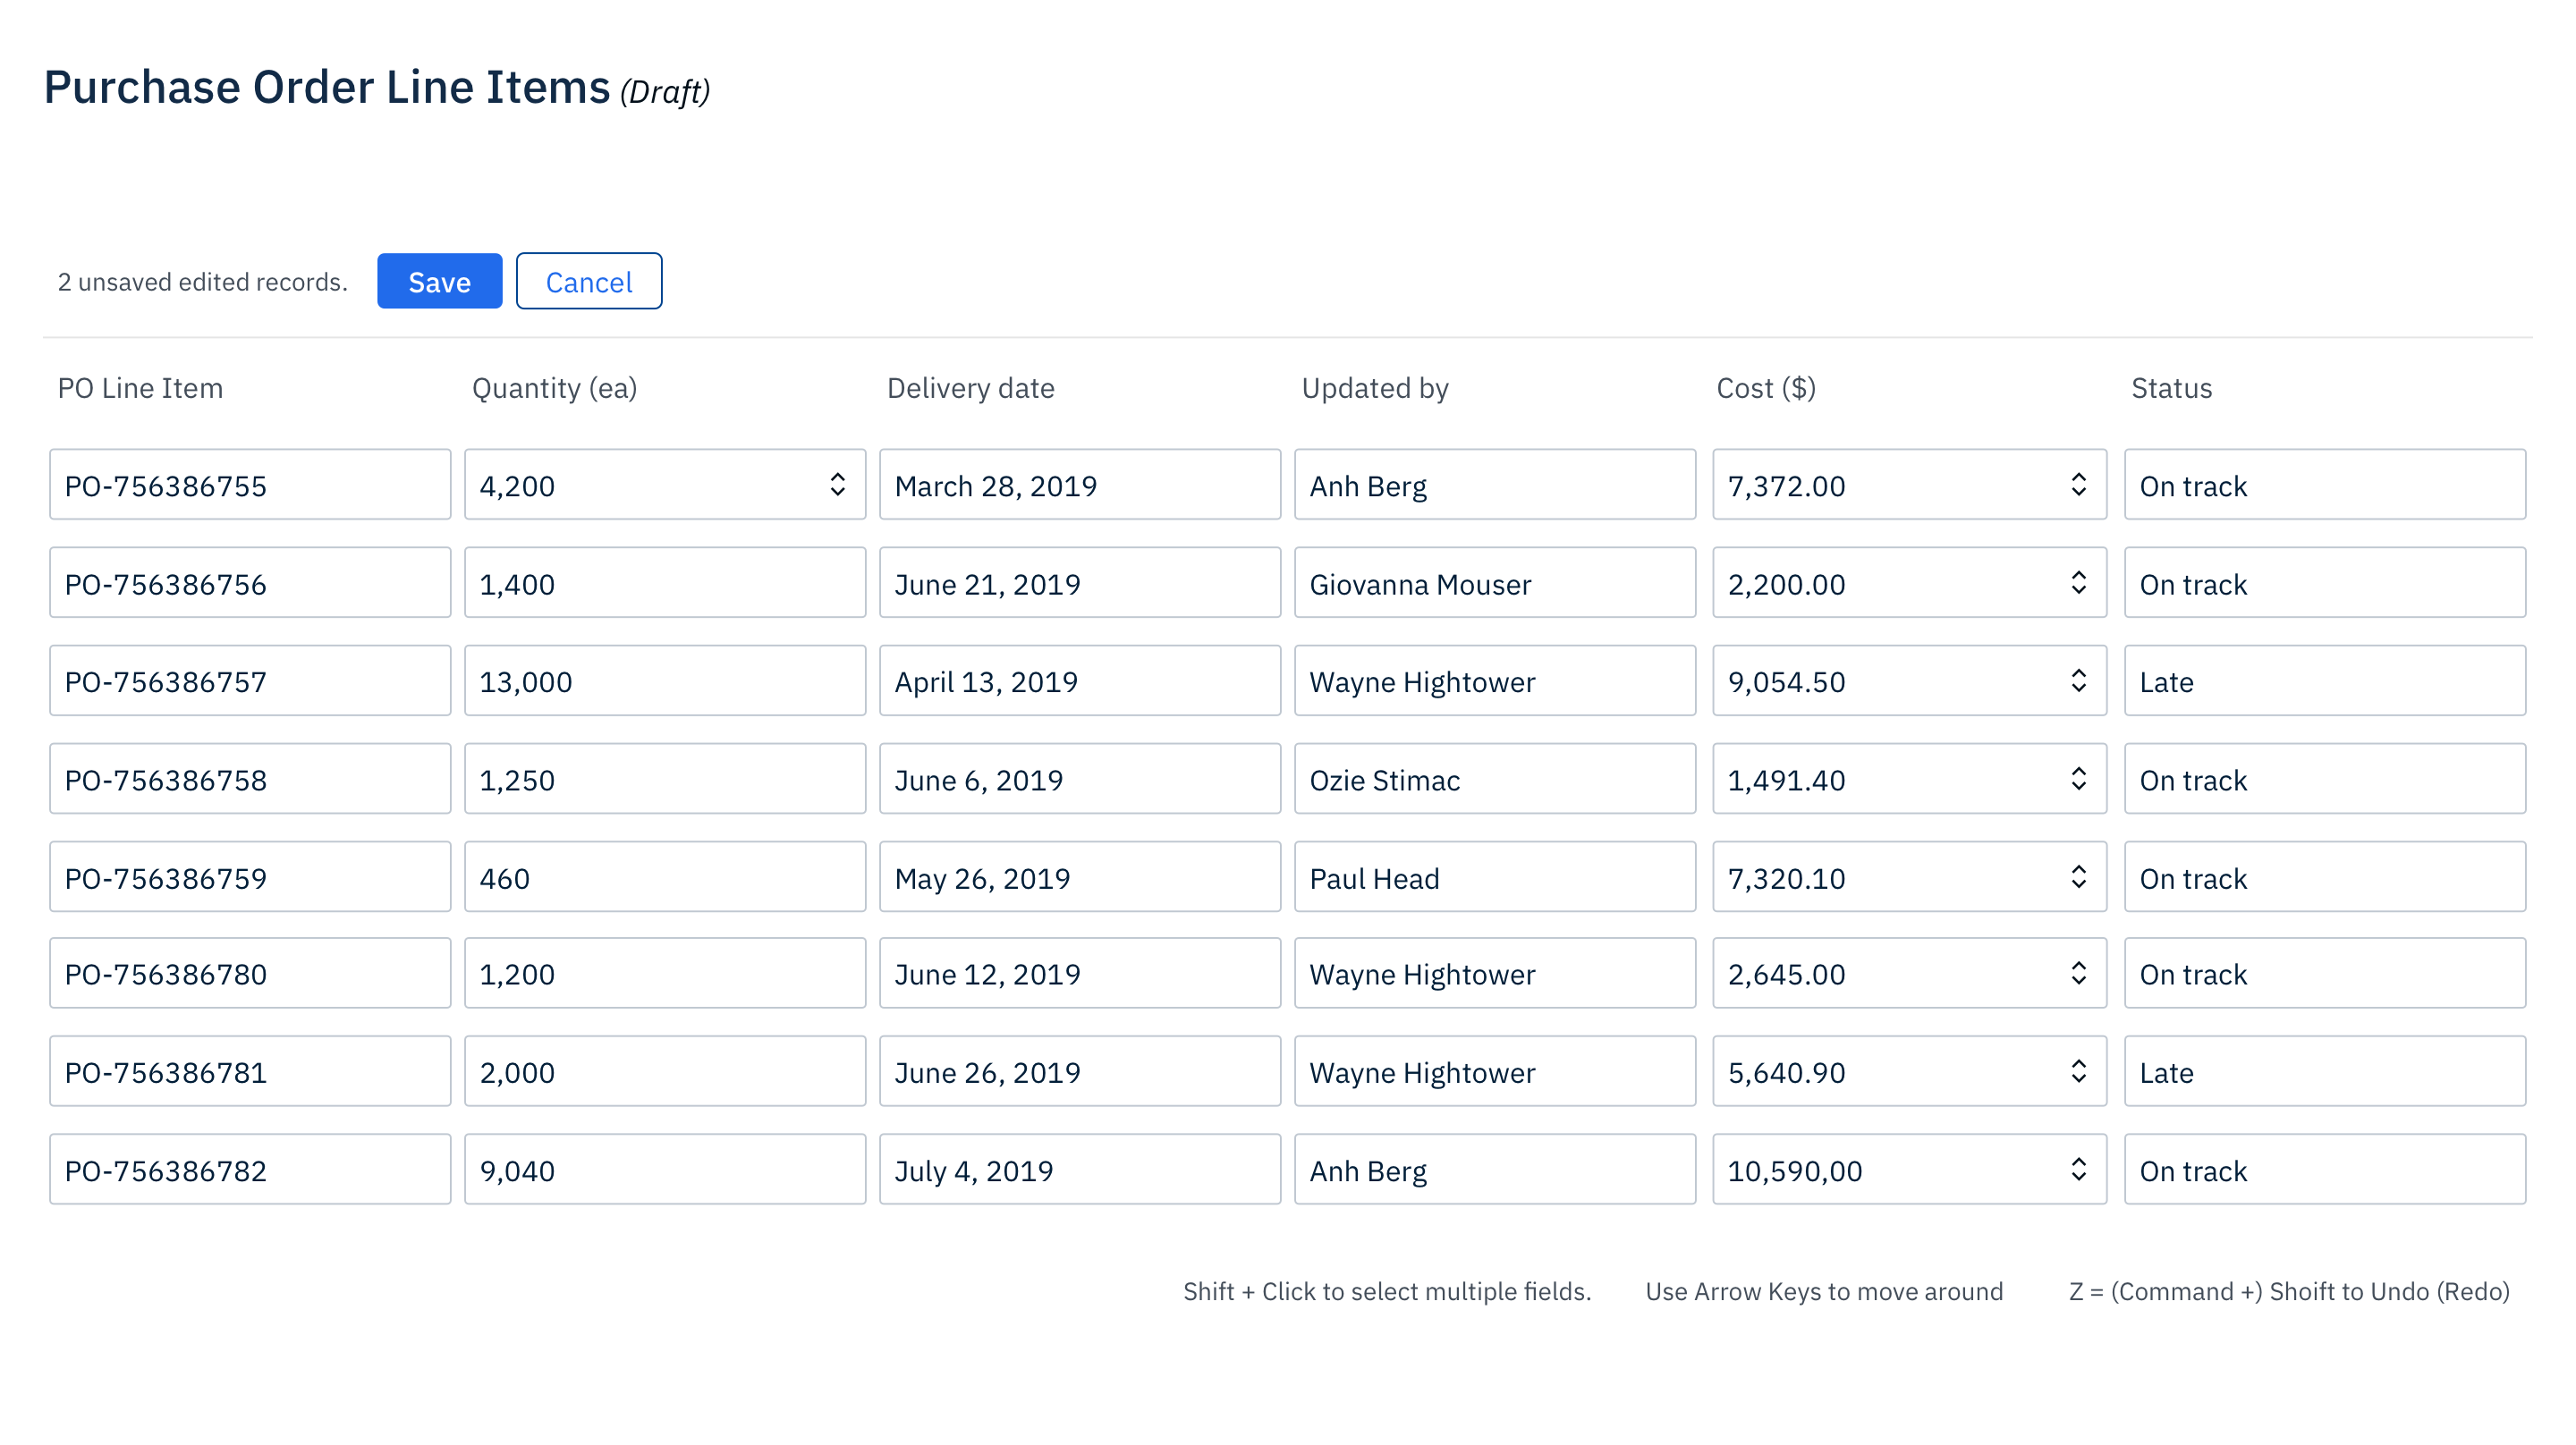 Purchase Order Line Items (Draft)
2 unsaved edited records. Save Cancel
PO Line Item Quantity (ea) Delivery date Updated by Cost ($) Status
PO-756386755 4,200 March 28, 2019 Anh Berg 7,372.00 On track
PO-756386756 1,400 June 21, 2019 Giovanna Mouser 2,200.00 On track
PO-756386757 13,000 April 13, 2019 Wayne Hightower 9,054.50 Late
PO-756386758 1,250 June 6, 2019 Ozie Stimac 1,491.40 On track
PO-756386759 460 May 26, 2019 Paul Head 7,320.10 On track
PO-756386780 1,200 June 12, 2019 Wayne Hightower 2,645.00 On track
PO-756386781 2,000 June 26, 2019 Wayne Hightower 5,640.90 Late
PO-756386782 9,040 July 4, 2019 Anh Berg 10,590,00 On track
Shift + Click to select multiple fields. Use Arrow Keys to move around Z = (Command +) Shoift to Undo (Redo)